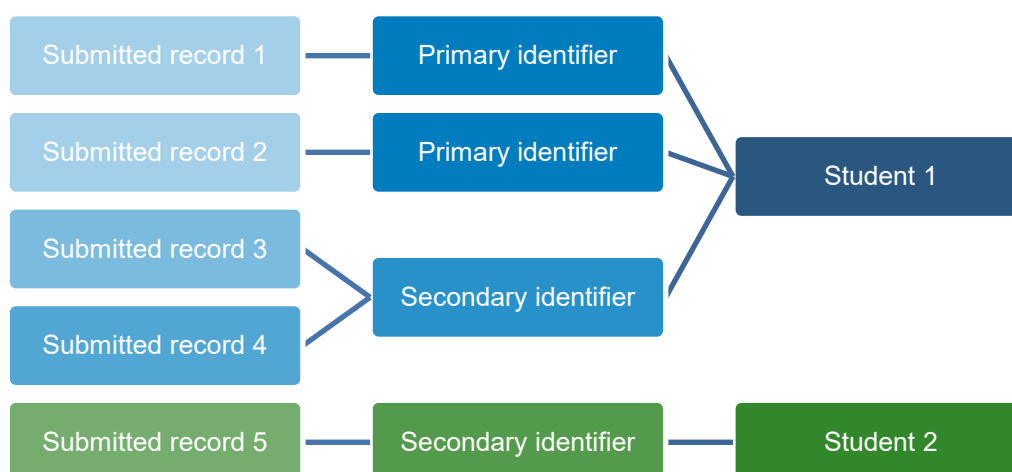 Submitted record 1
Primary identifier
Submitted record 2
Primary identifier
Student 1
Submitted record 3
Secondary identifier
Submitted record 4
Submitted record 5
Secondary identifier
Student 2